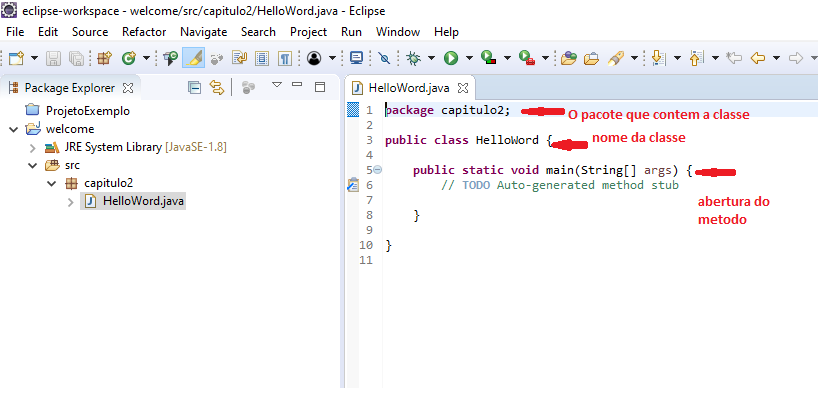 eclipse-workspace - welcome/src/capitulo2/HelloWord.java - Eclipse
File Edit Source Refactor Navigate Search Project Run Window Help
Package Explorer
ProjetoExemplo
welcome
JRE System Library [JavaSE-1.8]
src
capitulo2
HelloWord.java
HelloWord.java
1 package capitulo2;
O pacote que contem a classe
2
3 public class HelloWord {
nome da classe
4
5 public static void main(String[] args) {
6 // TODO Auto-generated method stub
7
abertura do
metodo
8 }
9
10 }
11